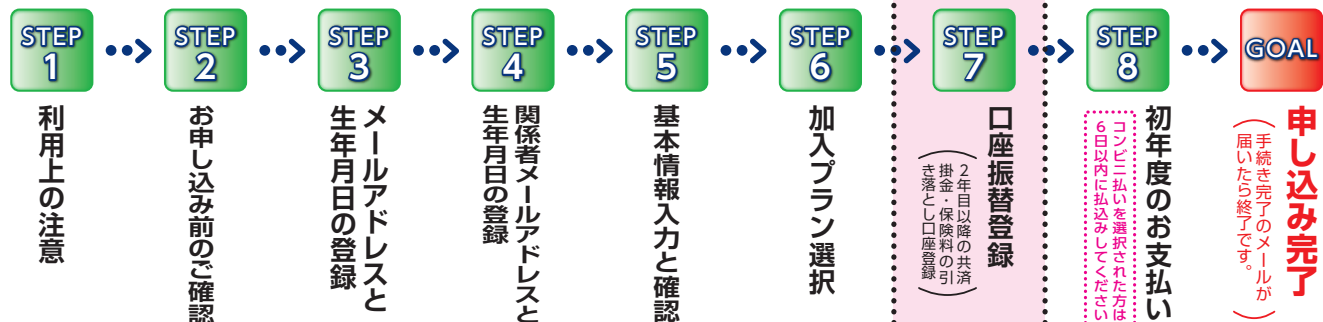 STEP
1
利用上の注意
STEP
2
お申し込み前のご確認
STEP
3
メールアドレスと
生年月日の登録
STEP
4
関係者メールアドレスと
生年月日の登録
STEP
5
基本情報入力と確認
STEP
6
加入プラン選択
STEP
7
口座振替登録
(2年目以降の共済
掛金・保険料の引
き落とし口座登録)
STEP
8
初年度のお支払い
コンビニ払いを選択された方は
6日以内に払込みしてください
GOAL
申し込み完了
(手続き完了のメールが
届いたら終了です。)